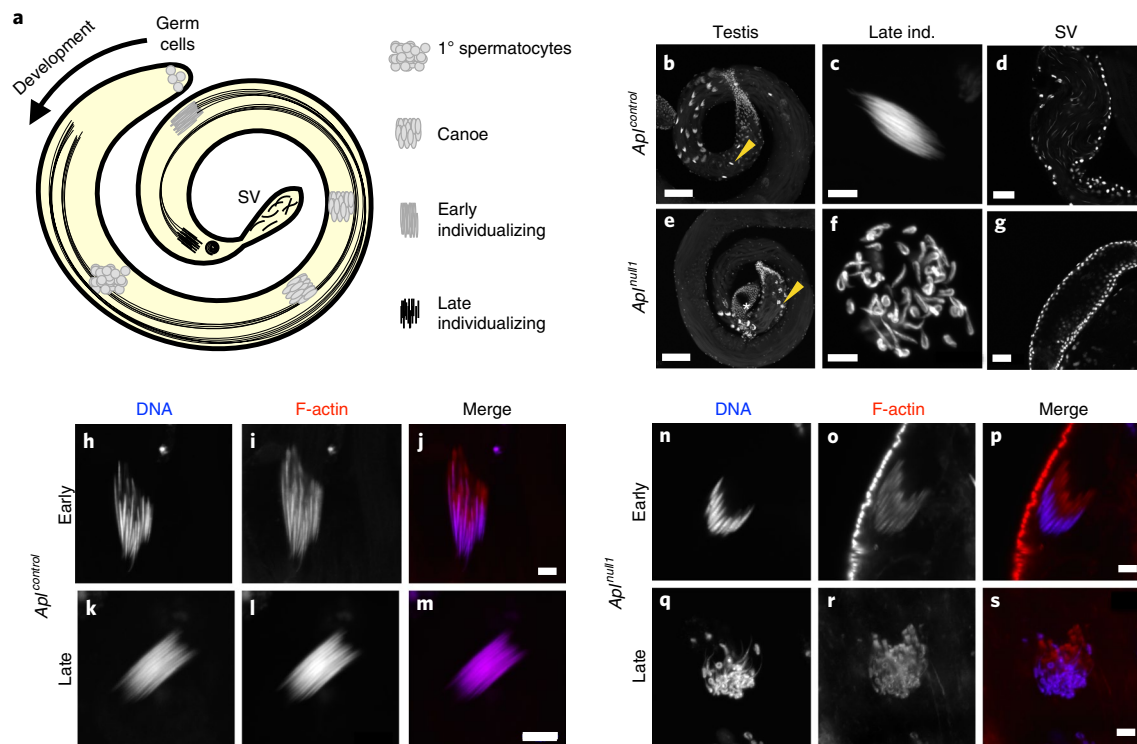 a
Development
Germ
cells
SV
1° spermatocytes
Canoe
Early
individualizing
Late
individualizing
Testis
Late ind.
SV
Apl^control
b
c
d
Apl^null1
e
*
f
g
DNA
F-actin
Merge
Apl^control
Early
h
i
j
Late
k
l
m
DNA
F-actin
Merge
Apl^null1
Early
n
o
p
Late
q
r
s